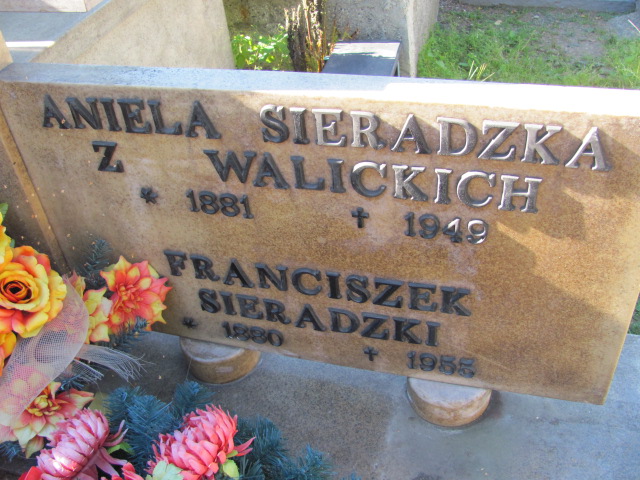 ANIELA SIERADZKA
Z WALICKICH
* 1881 † 1949
FRANCISZEK
SIERADZKI
* 1880 † 1955